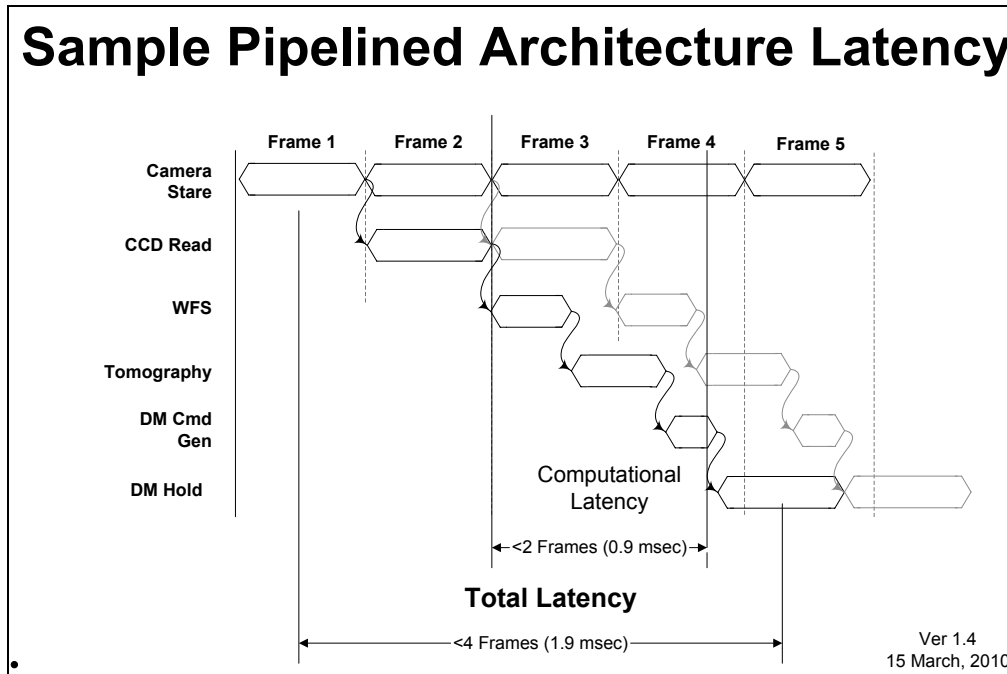 Sample Pipelined Architecture Latency
Frame 1 Frame 2 Frame 3 Frame 4 Frame 5
Camera
Stare
CCD Read
WFS
Tomography
DM Cmd
Gen
DM Hold
Computational
Latency
<2 Frames (0.9 msec)
Total Latency
<4 Frames (1.9 msec)
Ver 1.4
15 March, 2010